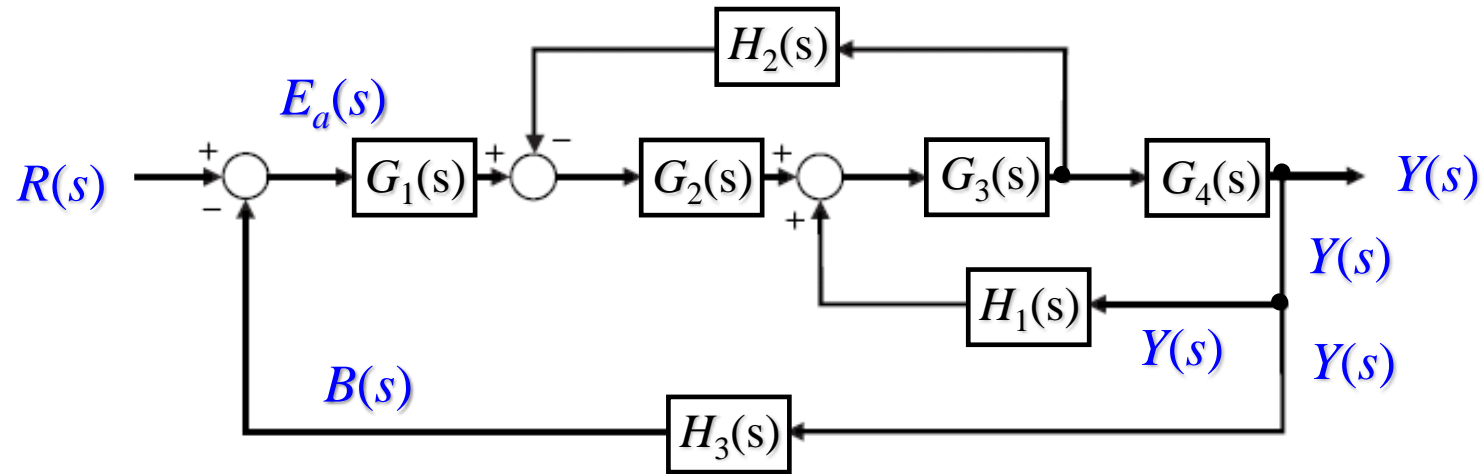 H₂(s)
Eₐ(s)
+
−
R(s)
+
−
G₁(s)
+
G₂(s)
+
+
G₃(s)
G₄(s)
Y(s)
Y(s)
H₁(s)
Y(s)
Y(s)
B(s)
H₃(s)